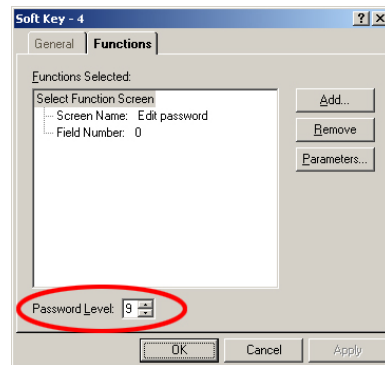 Soft Key - 4
General Functions
Functions Selected:
Select Function Screen
Screen Name: Edit password
Field Number: 0
Add...
Remove
Parameters...
Password Level: 9
OK Cancel Apply